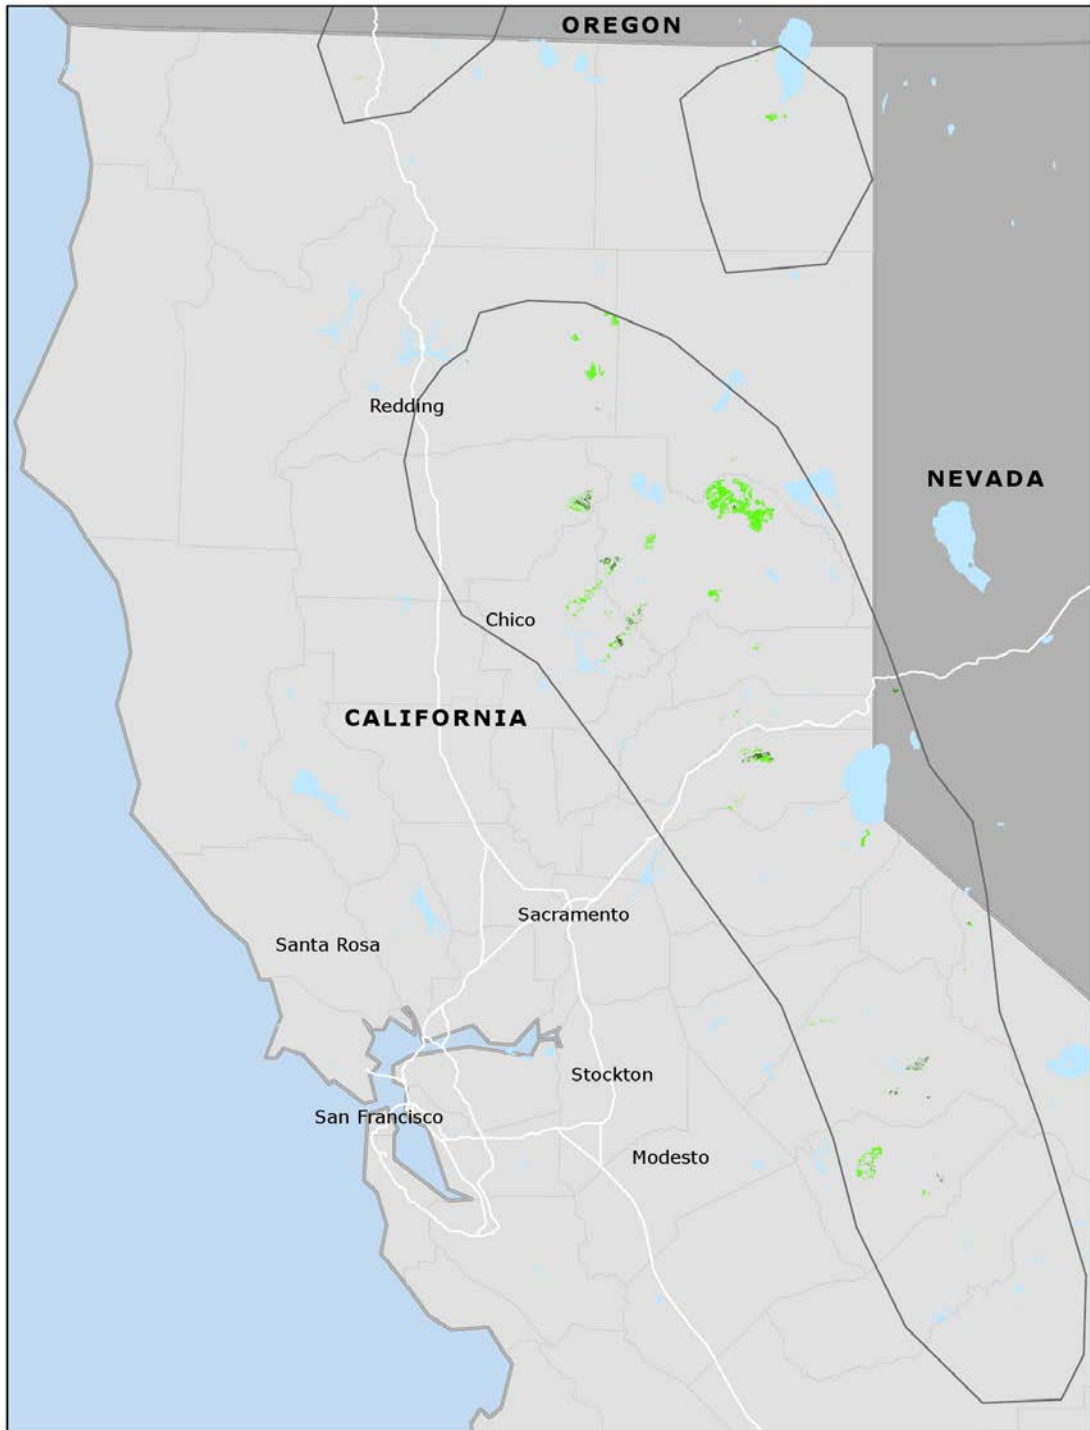 OREGON
Redding
NEVADA
Chico
CALIFORNIA
Sacramento
Santa Rosa
Stockton
San Francisco
Modesto